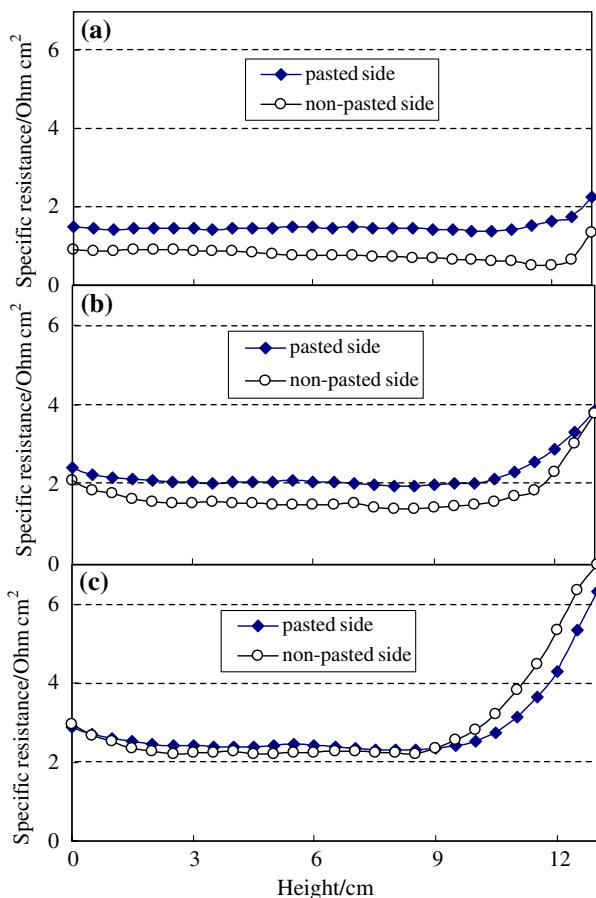 (a)
6
4
2
0
Specific resistance/Ohm cm²
pasted side
non-pasted side
(b)
6
4
2
0
Specific resistance/Ohm cm²
pasted side
non-pasted side
(c)
6
4
2
0
Specific resistance/Ohm cm²
pasted side
non-pasted side
0 3 6 9 12
Height/cm